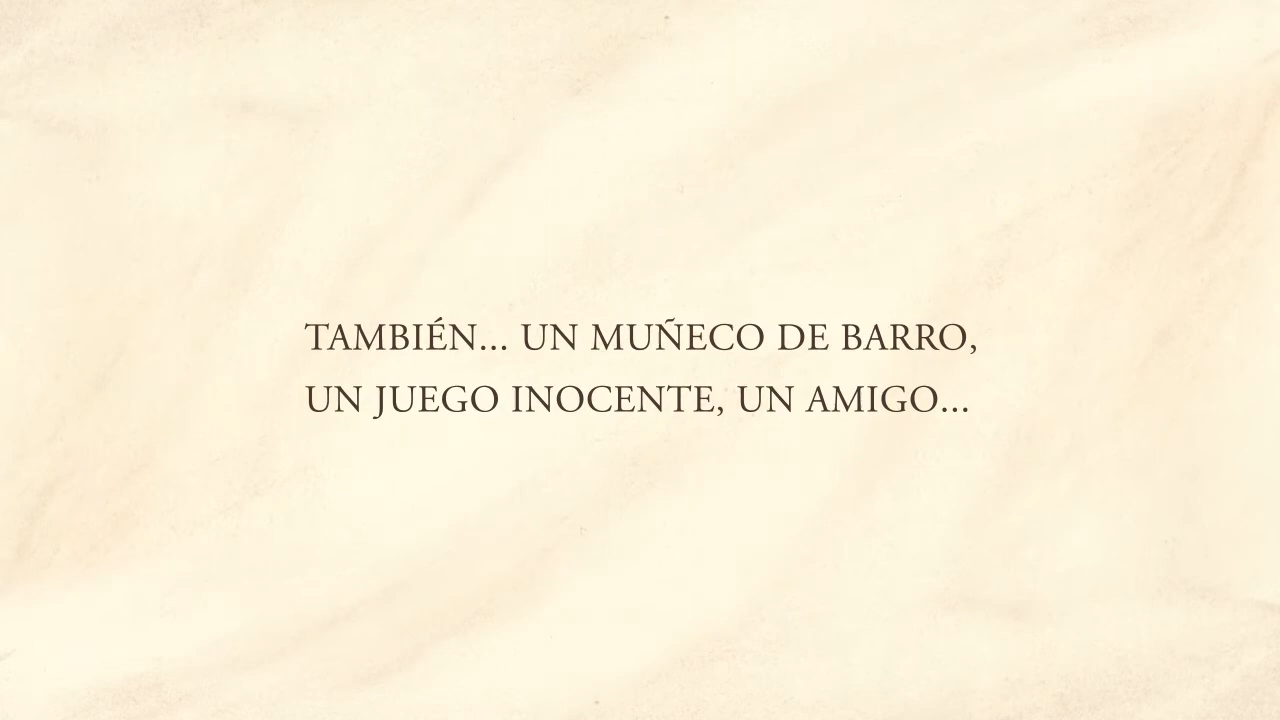 TAMBIÉN... UN MUÑECO DE BARRO,
UN JUEGO INOCENTE, UN AMIGO...